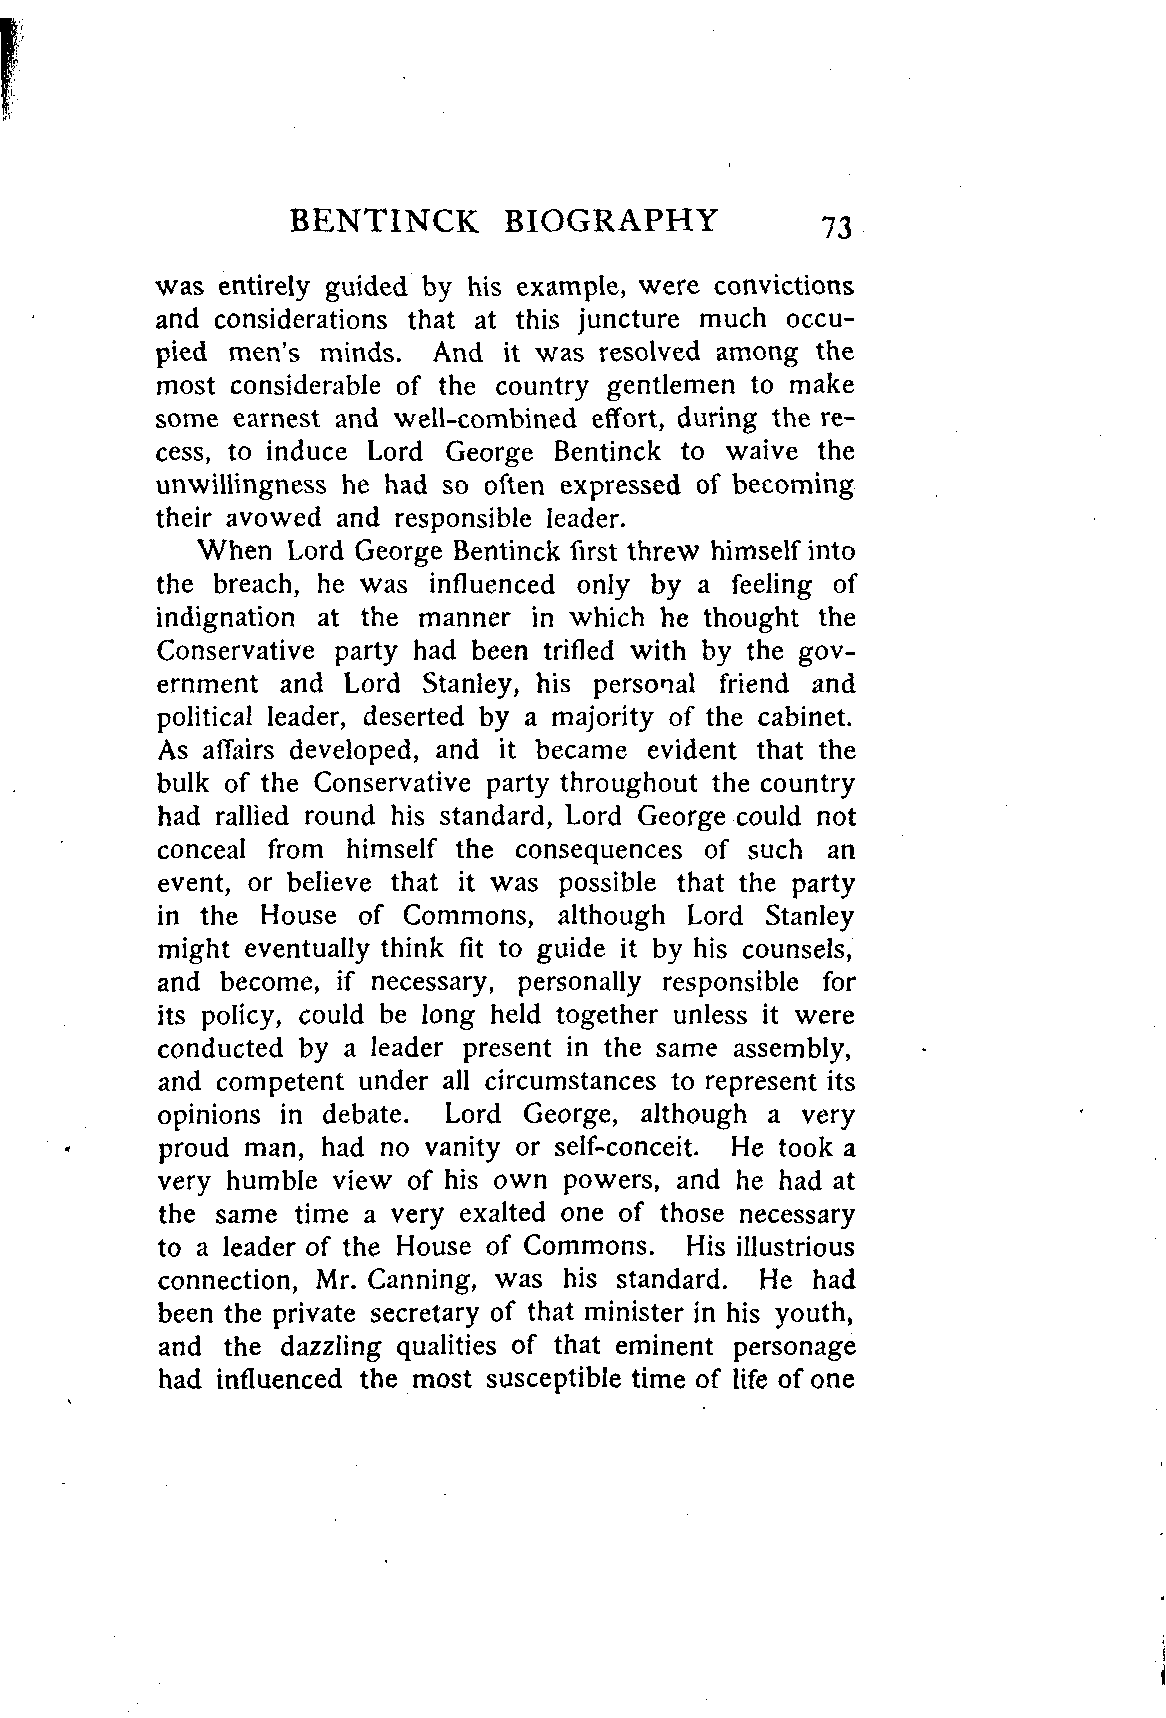 BENTINCK BIOGRAPHY 73
was entirely guided by his example, were convictions
and considerations that at this juncture much occu-
pied men's minds. And it was resolved among the
most considerable of the country gentlemen to make
some earnest and well-combined effort, during the re-
cess, to induce Lord George Bentinck to waive the
unwillingness he had so often expressed of becoming
their avowed and responsible leader.
When Lord George Bentinck first threw himself into
the breach, he was influenced only by a feeling of
indignation at the manner in which he thought the
Conservative party had been trifled with by the gov-
ernment and Lord Stanley, his personal friend and
political leader, deserted by a majority of the cabinet.
As affairs developed, and it became evident that the
bulk of the Conservative party throughout the country
had rallied round his standard, Lord George could not
conceal from himself the consequences of such an
event, or believe that it was possible that the party
in the House of Commons, although Lord Stanley
might eventually think fit to guide it by his counsels,
and become, if necessary, personally responsible for
its policy, could be long held together unless it were
conducted by a leader present in the same assembly,
and competent under all circumstances to represent its
opinions in debate. Lord George, although a very
proud man, had no vanity or self-conceit. He took a
very humble view of his own powers, and he had at
the same time a very exalted one of those necessary
to a leader of the House of Commons. His illustrious
connection, Mr. Canning, was his standard. He had
been the private secretary of that minister in his youth,
and the dazzling qualities of that eminent personage
had influenced the most susceptible time of life of one